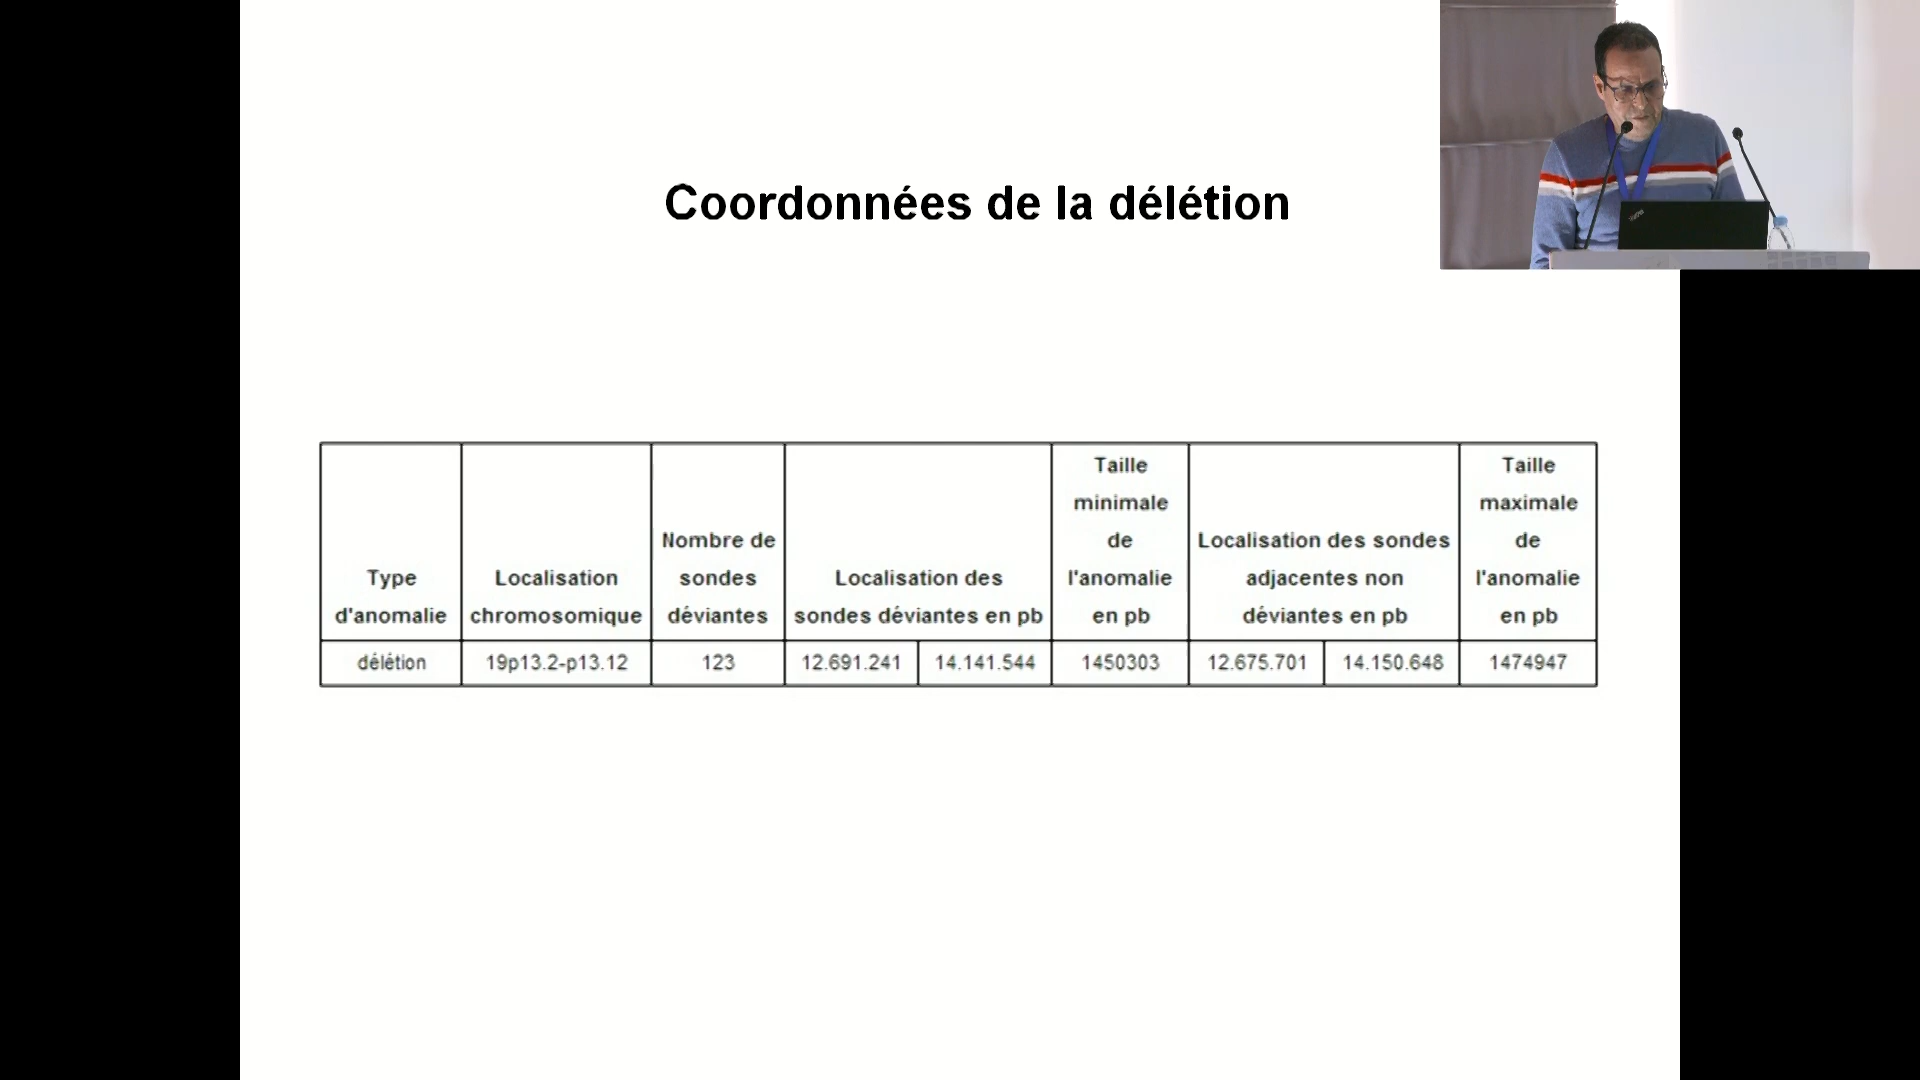 Coordonnées de la délétion
Type
d'anomalie
Localisation
chromosomique
Nombre de
sondes
déviantes
Localisation des
sondes déviantes en pb
Taille
minimale
de
l'anomalie
en pb
Localisation des sondes
adjacentes non
déviantes en pb
Taille
maximale
de
l'anomalie
en pb
délétion 19p13.2-p13.12 123 12.691.241 14.141.544 1450303 12.675.701 14.150.648 1474947